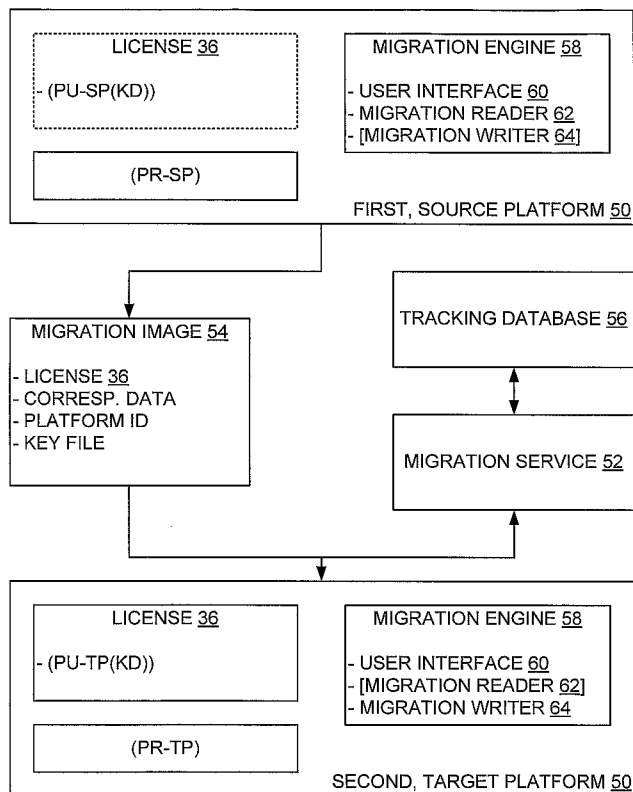 LICENSE 36
- (PU-SP(KD))
(PR-SP)
MIGRATION ENGINE 58
- USER INTERFACE 60
- MIGRATION READER 62
- [MIGRATION WRITER 64]
FIRST, SOURCE PLATFORM 50
MIGRATION IMAGE 54
- LICENSE 36
- CORRESP. DATA
- PLATFORM ID
- KEY FILE
TRACKING DATABASE 56
MIGRATION SERVICE 52
LICENSE 36
- (PU-TP(KD))
(PR-TP)
MIGRATION ENGINE 58
- USER INTERFACE 60
- [MIGRATION READER 62]
- MIGRATION WRITER 64
SECOND, TARGET PLATFORM 50